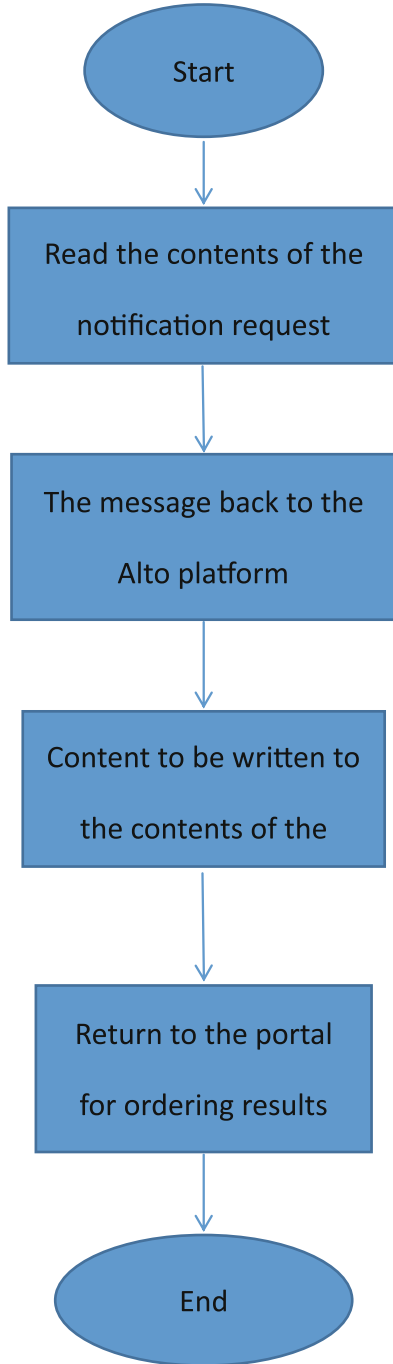 Start
Read the contents of the
notification request
The message back to the
Alto platform
Content to be written to
the contents of the
Return to the portal
for ordering results
End